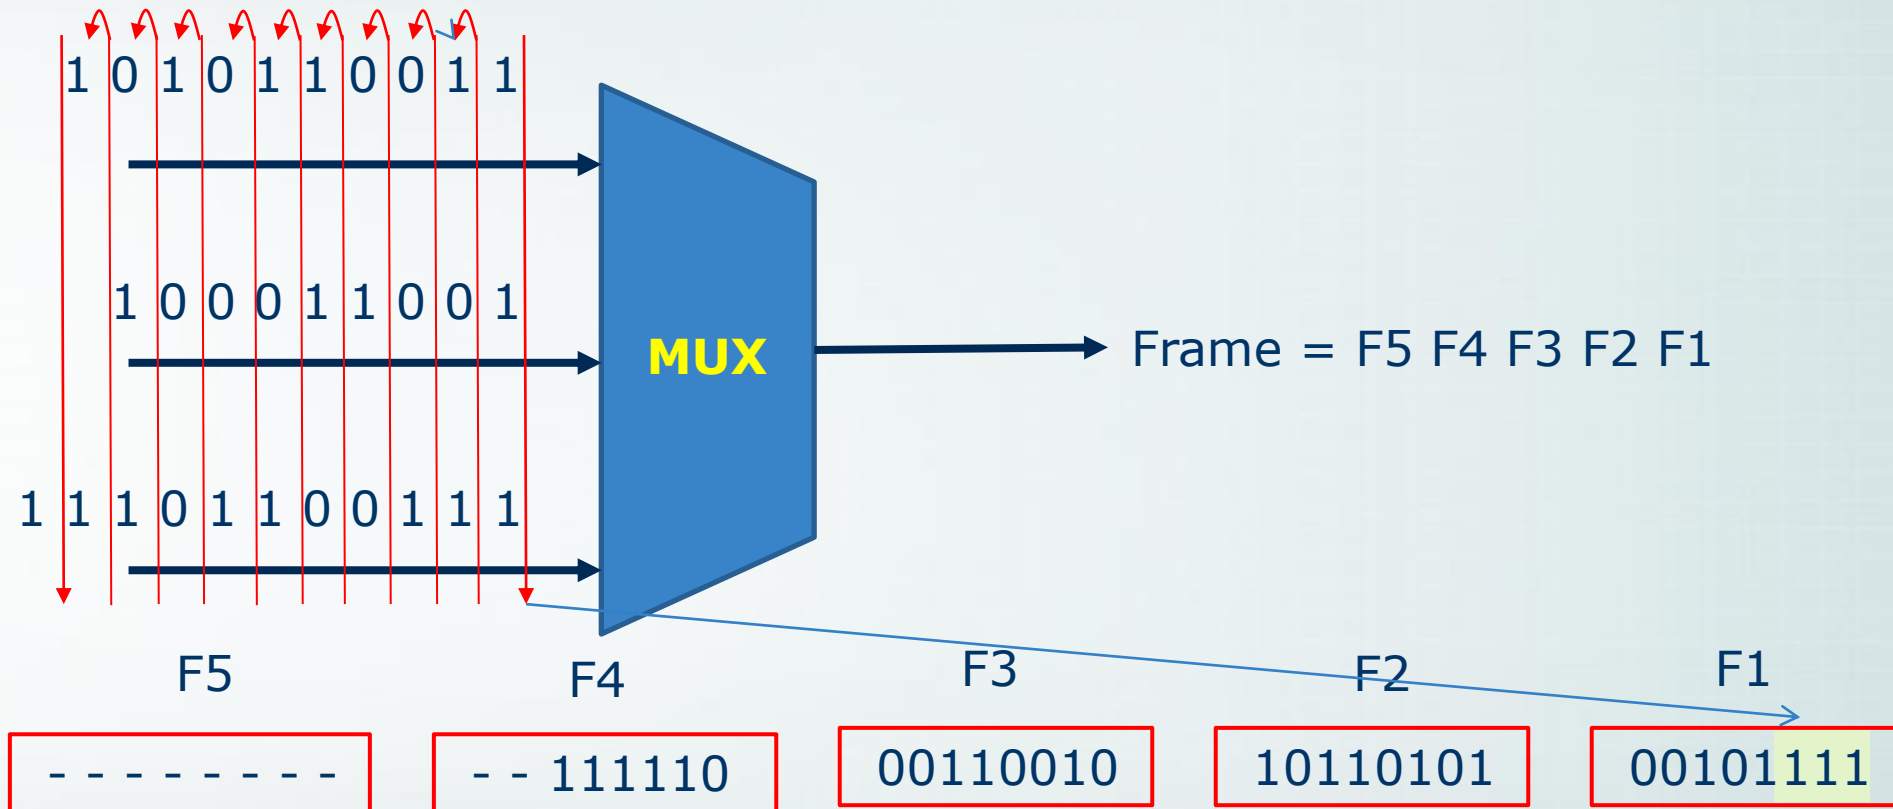 1 0 1 0 1 1 0 0 1 1
1 0 0 0 1 1 0 0 1
MUX
Frame = F5 F4 F3 F2 F1
1 1 1 0 1 1 0 0 1 1 1
F5 F4 F3 F2 F1
- - - - - - - - - - 111110 00110010 10110101 00101111